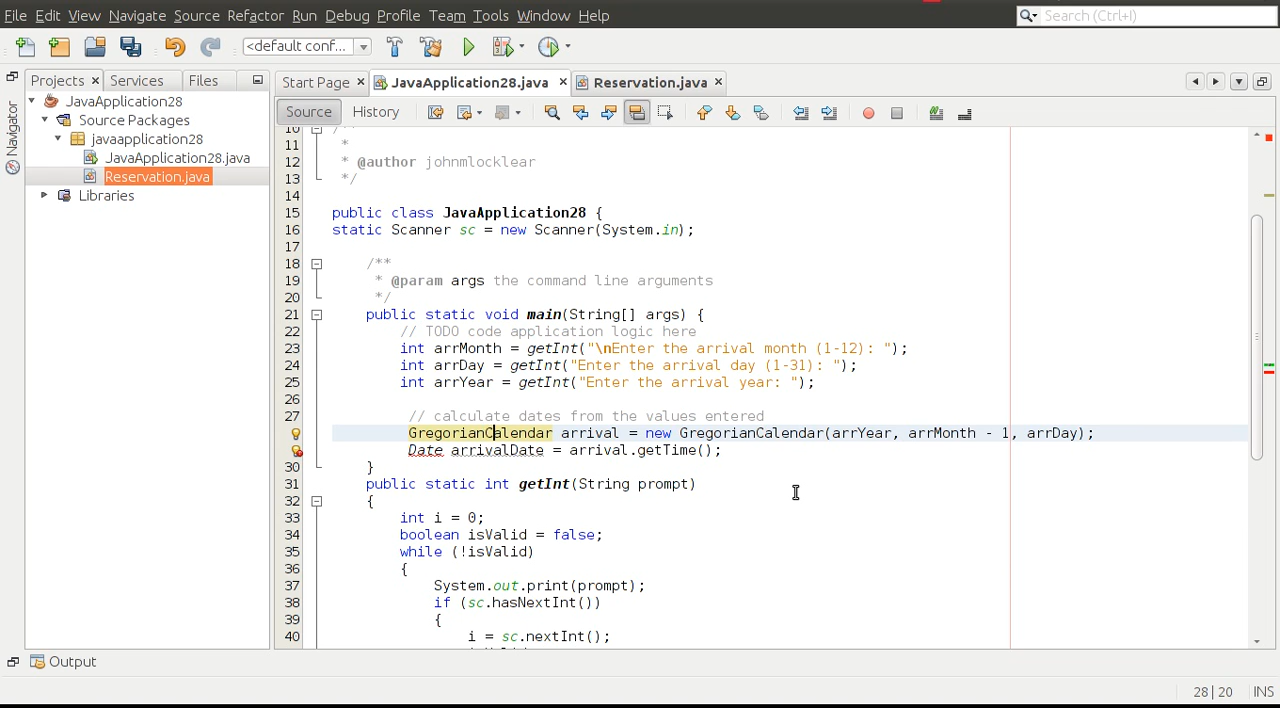 File Edit View Navigate Source Refactor Run Debug Profile Team Tools Window Help
Search (Ctrl+I)
<default conf...
Projects Services Files
Start Page JavaApplication28.java Reservation.java
Source History
Navigator
JavaApplication28
Source Packages
javaapplication28
JavaApplication28.java
Reservation.java
Libraries
10 /**
11 *
12 * @author johnmlocklear
13 */
14
15 public class JavaApplication28 {
16 static Scanner sc = new Scanner(System.in);
17
18 /**
19 * @param args the command line arguments
20 */
21 public static void main(String[] args) {
22 // TODO code application logic here
23 int arrMonth = getInt("\nEnter the arrival month (1-12): ");
24 int arrDay = getInt("Enter the arrival day (1-31): ");
25 int arrYear = getInt("Enter the arrival year: ");
26
27 // calculate dates from the values entered
GregorianCalendar arrival = new GregorianCalendar(arrYear, arrMonth - 1, arrDay);
Date arrivalDate = arrival.getTime();
30 }
31 public static int getInt(String prompt)
32 {
33 int i = 0;
34 boolean isValid = false;
35 while (!isValid)
36 {
37 System.out.print(prompt);
38 if (sc.hasNextInt())
39 {
40 i = sc.nextInt();
Output
28|20 INS